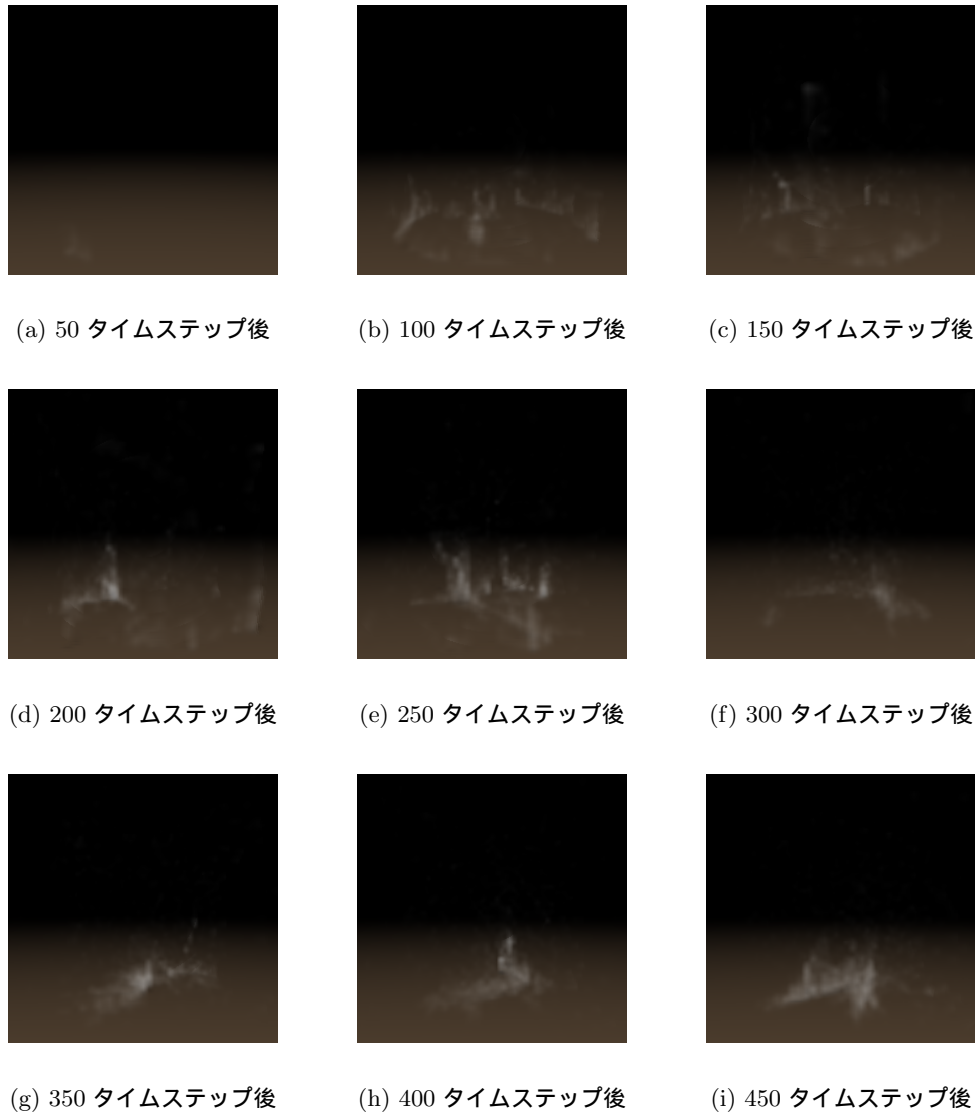 (a) 50 タイムステップ後
(b) 100 タイムステップ後
(c) 150 タイムステップ後
(d) 200 タイムステップ後
(e) 250 タイムステップ後
(f) 300 タイムステップ後
(g) 350 タイムステップ後
(h) 400 タイムステップ後
(i) 450 タイムステップ後